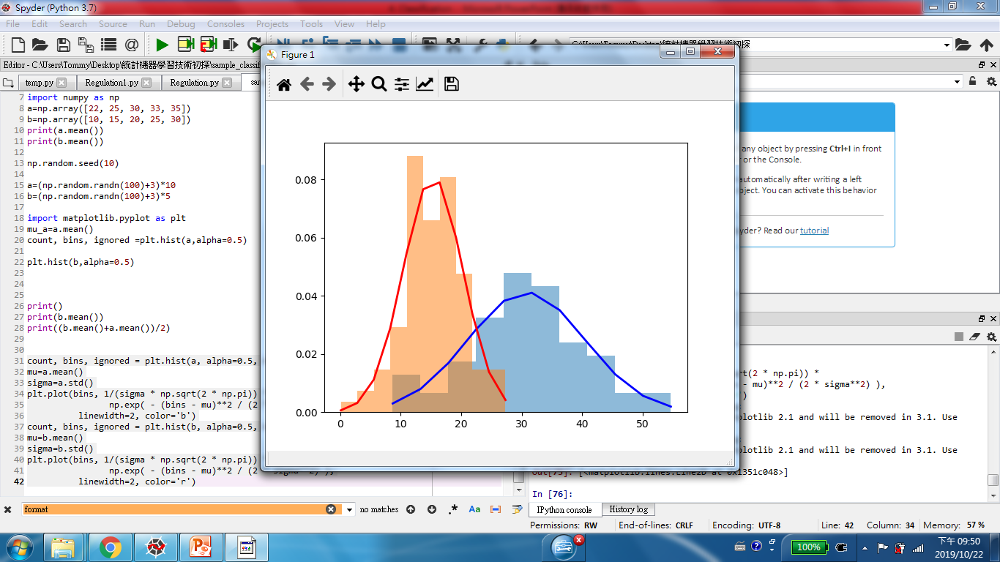 Spyder (Python 3.7)
File Edit Search Source Run Debug Consoles Projects Tools View Help
C:\Users\Tommy\Desktop\統計機器學習技術初探
Editor - C:\Users\Tommy\Desktop\統計機器學習技術初探\sample_classif
temp.py Regulation1.py Regulation.py sar
7 import numpy as np
8 a=np.array([22, 25, 30, 33, 35])
9 b=np.array([10, 15, 20, 25, 30])
10 print(a.mean())
11 print(b.mean())
12
13 np.random.seed(10)
14
15 a=(np.random.randn(100)+3)*10
16 b=(np.random.randn(100)+3)*5
17
18 import matplotlib.pyplot as plt
19 mu_a=a.mean()
20 count, bins, ignored =plt.hist(a,alpha=0.5)
21
22 plt.hist(b,alpha=0.5)
23
24
25
26 print()
27 print(b.mean())
28 print((b.mean()+a.mean())/2)
29
30
31 count, bins, ignored = plt.hist(a, alpha=0.5,
32 mu=a.mean()
33 sigma=a.std()
34 plt.plot(bins, 1/(sigma * np.sqrt(2 * np.pi))
35 np.exp( - (bins - mu)**2 / (2
36 linewidth=2, color='b')
37 count, bins, ignored = plt.hist(b, alpha=0.5,
38 mu=b.mean()
39 sigma=b.std()
40 plt.plot(bins, 1/(sigma * np.sqrt(2 * np.pi))
41 np.exp( - (bins - mu)**2 / (2 * sigma**2) ),
42 linewidth=2, color='r')
Figure 1
0.08
0.06
0.04
0.02
0.00
0 10 20 30 40 50
any object by pressing Ctrl+I in front
or the Console.
automatically after writing a left
ject. You can activate this behavior
yder? Read our tutorial
rt(2 * np.pi)) *
- mu)**2 / (2 * sigma**2) ),
)
plotlib 2.1 and will be removed in 3.1. Use
plotlib 2.1 and will be removed in 3.1. Use
Out[75]: [<matplotlib.lines.Line2D at 0x1351c048>]
In [76]:
IPython console History log
format no matches .* Aa
Permissions: RW End-of-lines: CRLF Encoding: UTF-8 Line: 42 Column: 34 Memory: 57 %
100%
下午 09:50
2019/10/22